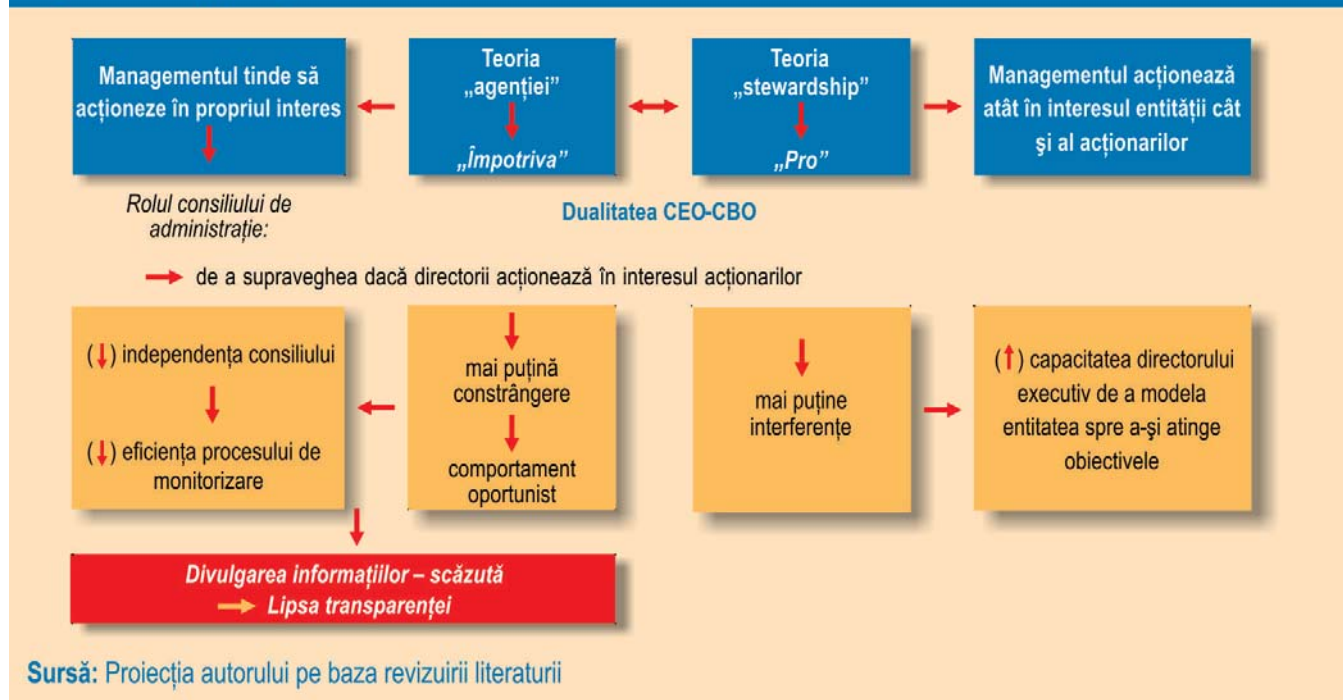 Managementul tinde să
acționeze în propriul interes
Teoria
„agenției”
„Împotriva”
Teoria
„stewardship”
„Pro”
Managementul acționează
atât în interesul entității cât
şi al acționarilor
Rolul consiliului de
administrație:
Dualitatea CEO-CBO
de a supraveghea dacă directorii acționează în interesul acționarilor
(↓) independența consiliului
(↓) eficiența procesului de
monitorizare
mai puțină
constrângere
comportament
oportunist
mai puține
interferențe
(↑) capacitatea directorului
executiv de a modela
entitatea spre a-şi atinge
obiectivele
Divulgarea informațiilor – scăzută
Lipsa transparenței
Sursă: Proiecția autorului pe baza revizuirii literaturii